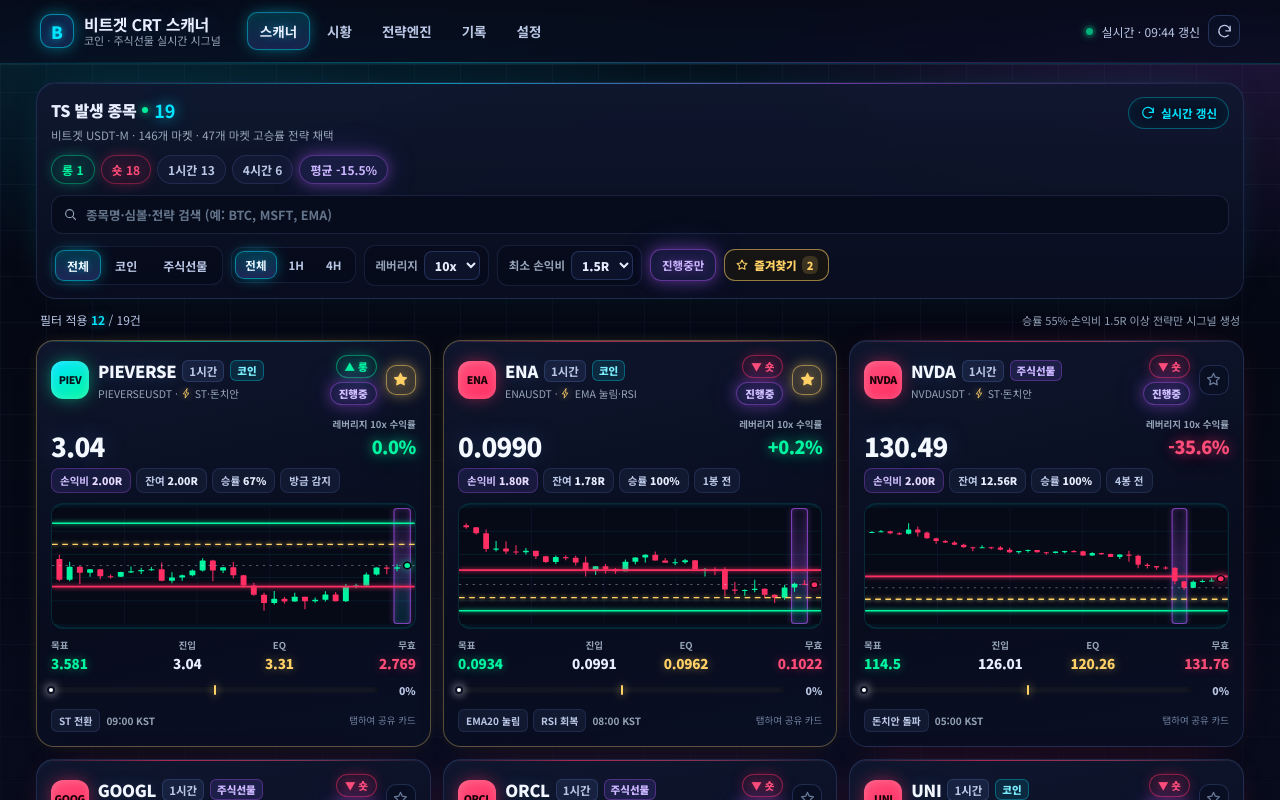 B
비트겟 CRT 스캐너
코인 · 주식선물 실시간 시그널
스캐너 시황 전략엔진 기록 설정
실시간 · 09:44 갱신
TS 발생 종목 • 19
실시간 갱신
비트겟 USDT-M · 146개 마켓 · 47개 마켓 고승률 전략 채택
롱 1 숏 18 1시간 13 4시간 6 평균 -15.5%
종목명·심볼·전략 검색 (예: BTC, MSFT, EMA)
전체 코인 주식선물 전체 1H 4H 레버리지 10x 최소 손익비 1.5R 진행중만 즐겨찾기 2
필터 적용 12 / 19건
승률 55%·손익비 1.5R 이상 전략만 시그널 생성
PIEV PIEVERSE 1시간 코인 ▲ 롱
PIEVERSEUSDT · ST·돈치안 진행중
레버리지 10x 수익률
3.04 0.0%
손익비 2.00R 잔여 2.00R 승률 67% 방금 감지
목표 진입 EQ 무효
3.581 3.04 3.31 2.769
0%
ST 전환 09:00 KST 탭하여 공유 카드
ENA ENA 1시간 코인 ▼ 숏
ENAUSDT · EMA 눌림·RSI 진행중
레버리지 10x 수익률
0.0990 +0.2%
손익비 1.80R 잔여 1.78R 승률 100% 1봉 전
목표 진입 EQ 무효
0.0934 0.0991 0.0962 0.1022
0%
EMA20 눌림 RSI 회복 08:00 KST 탭하여 공유 카드
NVDA NVDA 1시간 주식선물 ▼ 숏
NVDAUSDT · ST·돈치안 진행중
레버리지 10x 수익률
130.49 -35.6%
손익비 2.00R 잔여 12.56R 승률 100% 4봉 전
목표 진입 EQ 무효
114.5 126.01 120.26 131.76
0%
돈치안 돌파 05:00 KST 탭하여 공유 카드
GOOG GOOGL 1시간 주식선물 ▼ 숏
ORCL ORCL 1시간 주식선물 ▼ 숏
UNI UNI 1시간 코인 ▼ 숏